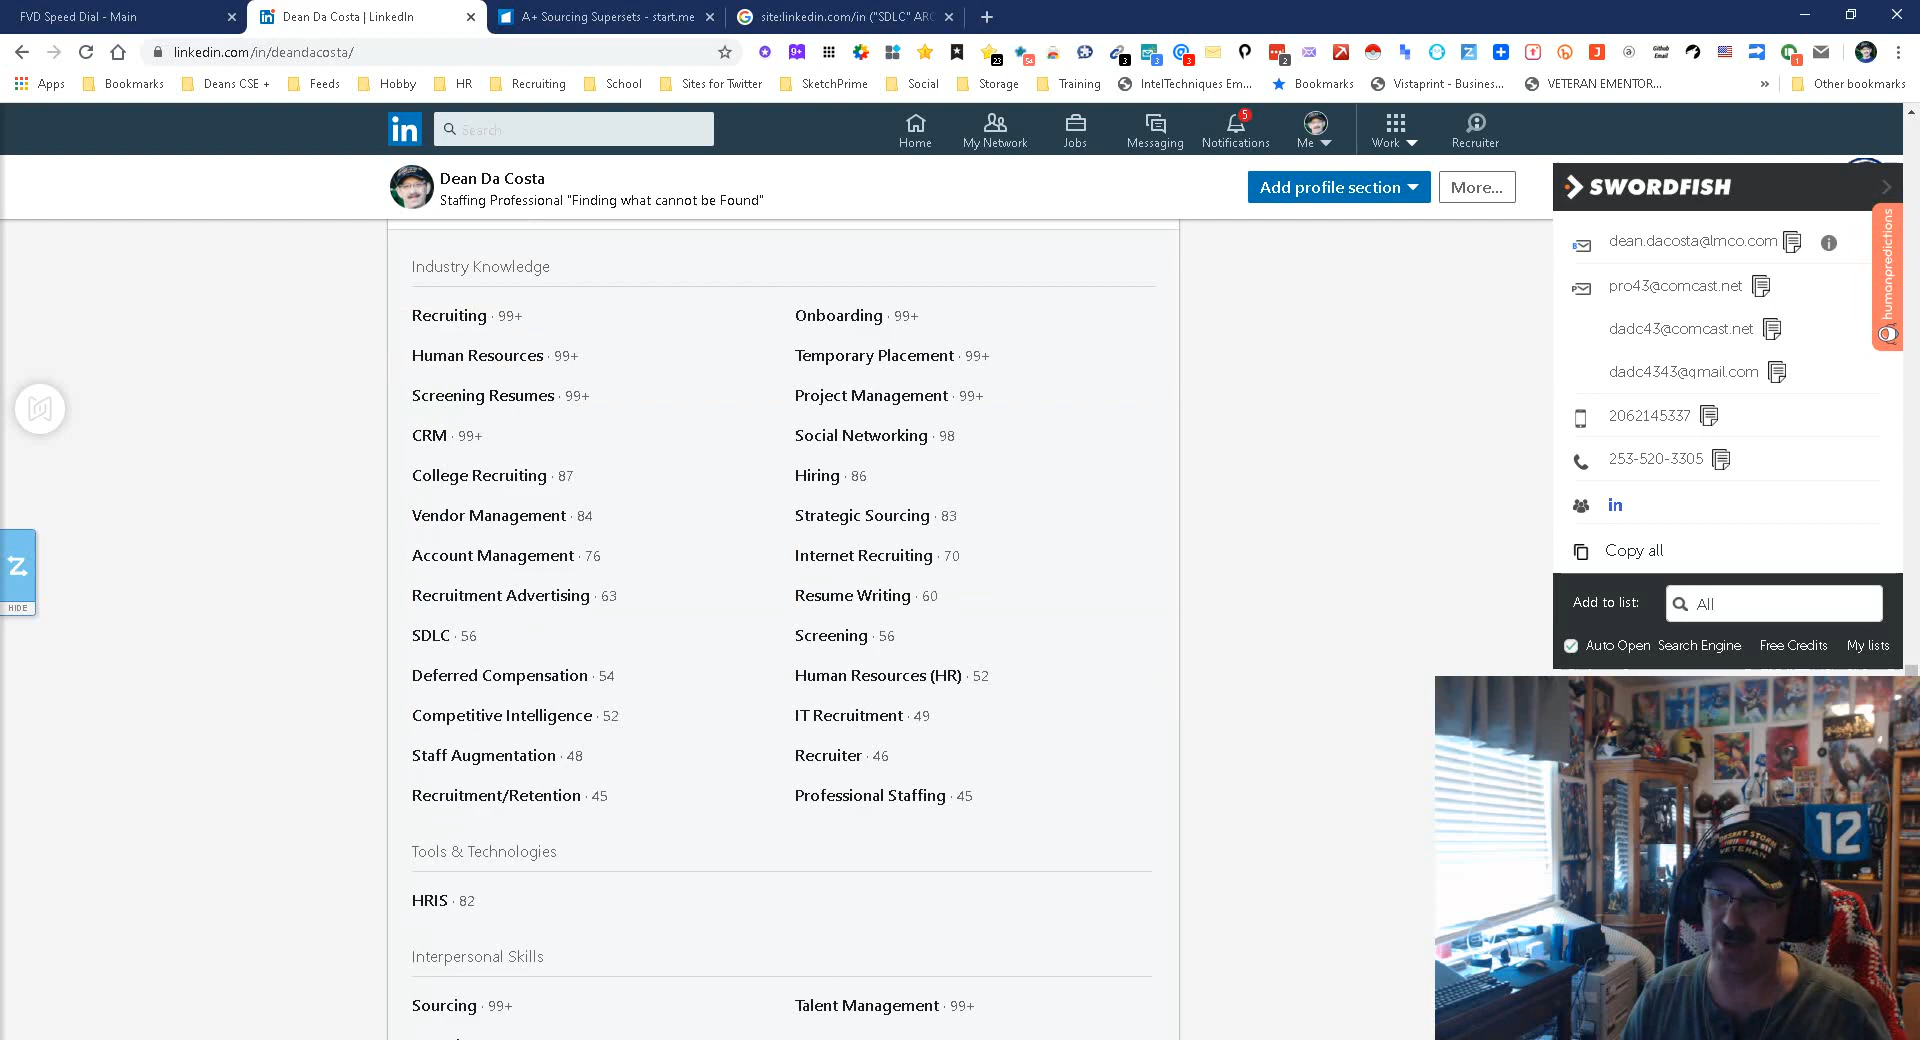 FVD Speed Dial - Main
Dean Da Costa | LinkedIn
A+ Sourcing Supersets - start.me
site:linkedin.com/in ("SDLC" ARC
linkedin.com/in/deandacosta/
Apps
Bookmarks
Deans CSE +
Feeds
Hobby
HR
Recruiting
School
Sites for Twitter
SketchPrime
Social
Storage
Training
IntelTechniques Em...
Bookmarks
Vistaprint - Busines...
VETERAN EMENTOR...
Other bookmarks
in
Search
Home
My Network
Jobs
Messaging
5
Notifications
Me
Work
Recruiter
Dean Da Costa
Staffing Professional "Finding what cannot be Found"
Add profile section
More...
Industry Knowledge
Recruiting · 99+
Onboarding · 99+
Human Resources · 99+
Temporary Placement · 99+
Screening Resumes · 99+
Project Management · 99+
CRM · 99+
Social Networking · 98
College Recruiting · 87
Hiring · 86
Vendor Management · 84
Strategic Sourcing · 83
Account Management · 76
Internet Recruiting · 70
Recruitment Advertising · 63
Resume Writing · 60
SDLC · 56
Screening · 56
Deferred Compensation · 54
Human Resources (HR) · 52
Competitive Intelligence · 52
IT Recruitment · 49
Staff Augmentation · 48
Recruiter · 46
Recruitment/Retention · 45
Professional Staffing · 45
Tools & Technologies
HRIS · 82
Interpersonal Skills
Sourcing · 99+
Talent Management · 99+
HIDE
SWORDFISH
dean.dacosta@lmco.com
pro43@comcast.net
dadc43@comcast.net
dadc4343@gmail.com
2062145337
253-520-3305
in
Copy all
Add to list:
All
Auto Open
Search Engine
Free Credits
My lists
humanpredictions
DESERT STORM
VETERAN
12